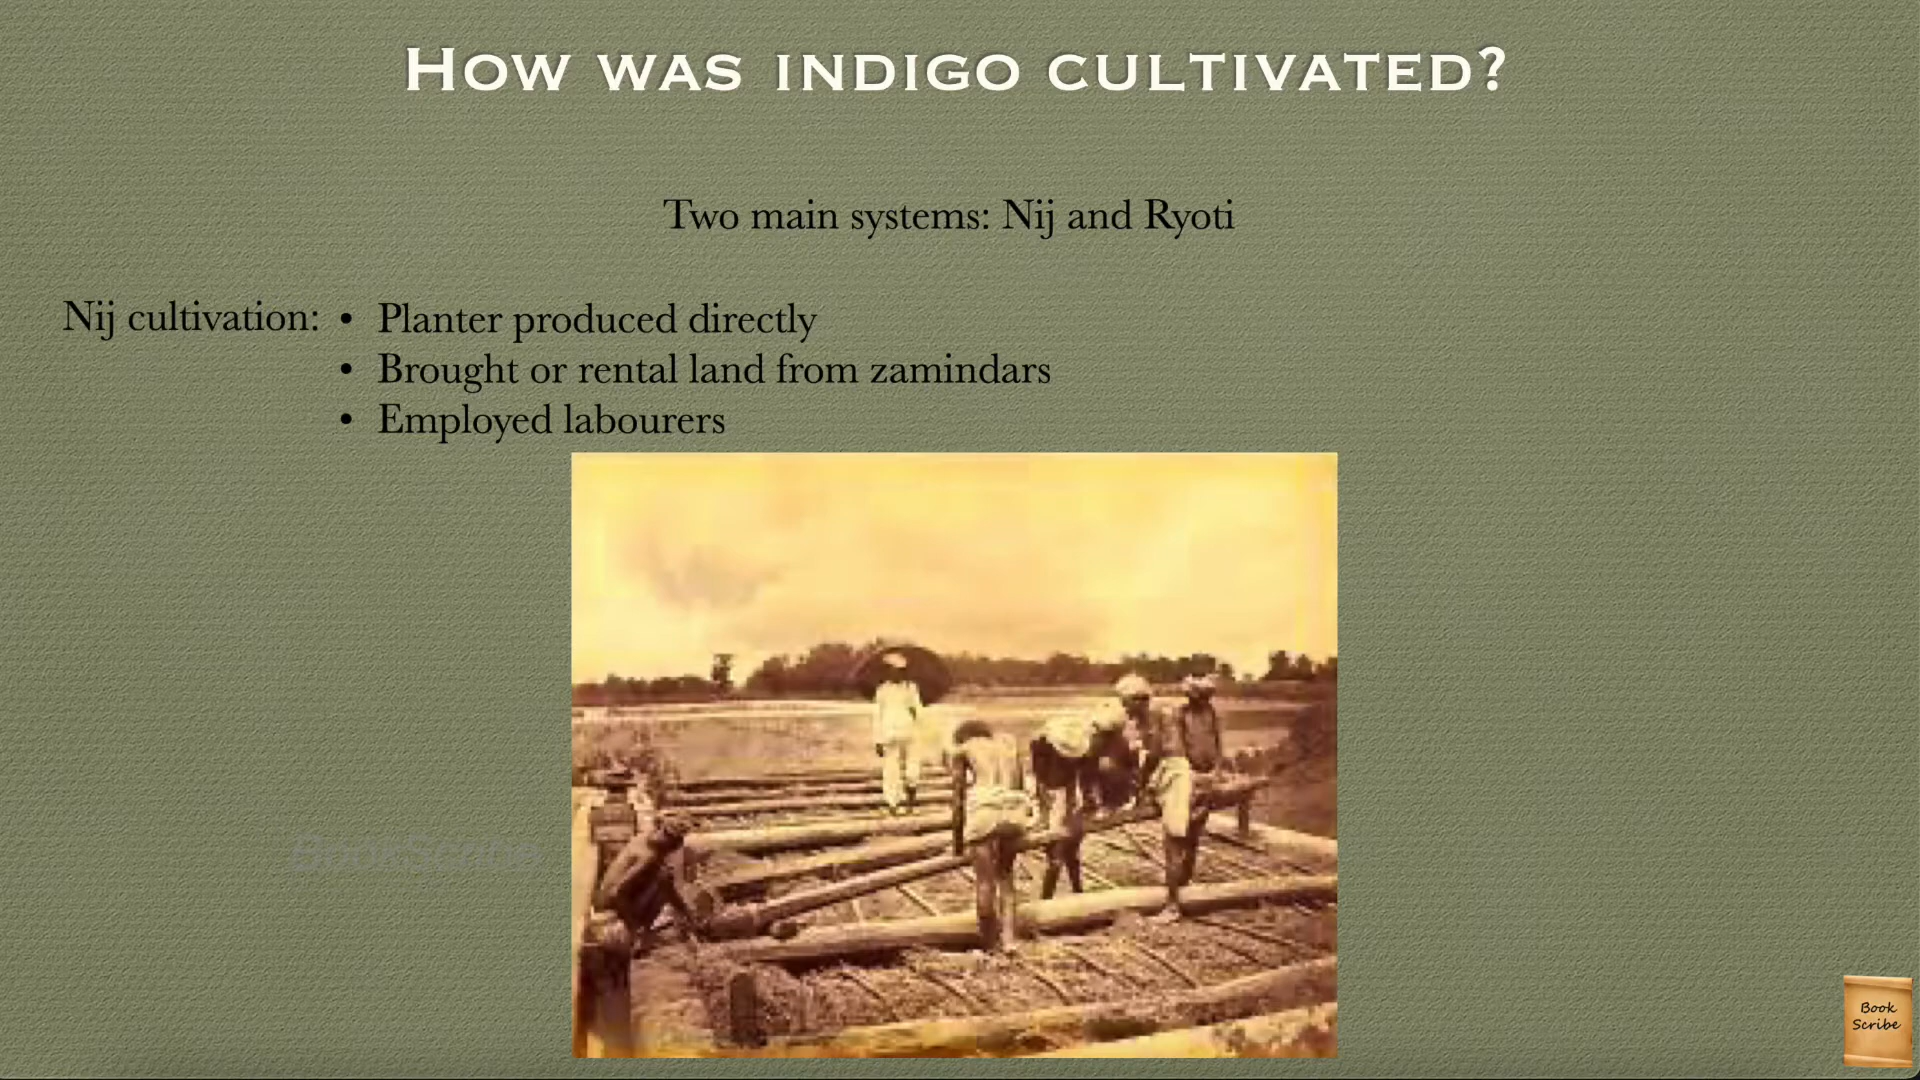 How was indigo cultivated?
Two main systems: Nij and Ryoti
Nij cultivation: • Planter produced directly
• Brought or rental land from zamindars
• Employed labourers
BookScribe
Book
Scribe